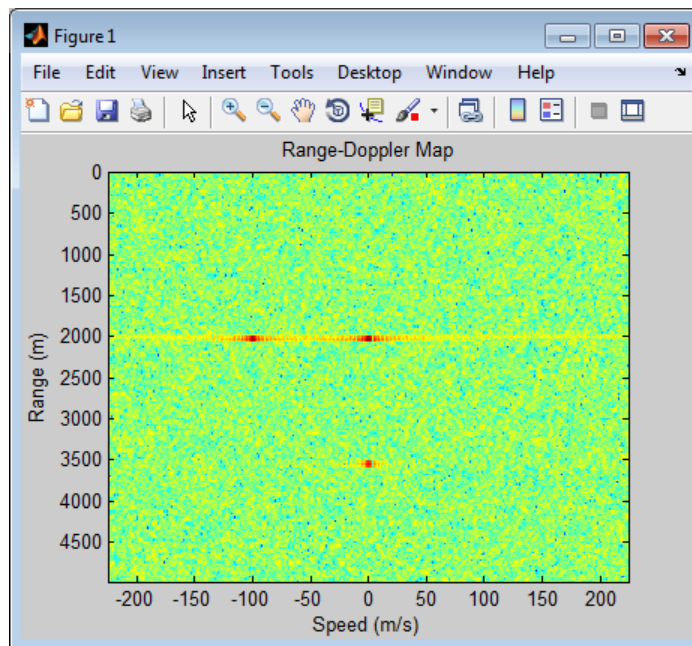 Figure 1
File Edit View Insert Tools Desktop Window Help
Range-Doppler Map
0
500
1000
1500
2000
2500
3000
3500
4000
4500
Range (m)
-200 -150 -100 -50 0 50 100 150 200
Speed (m/s)